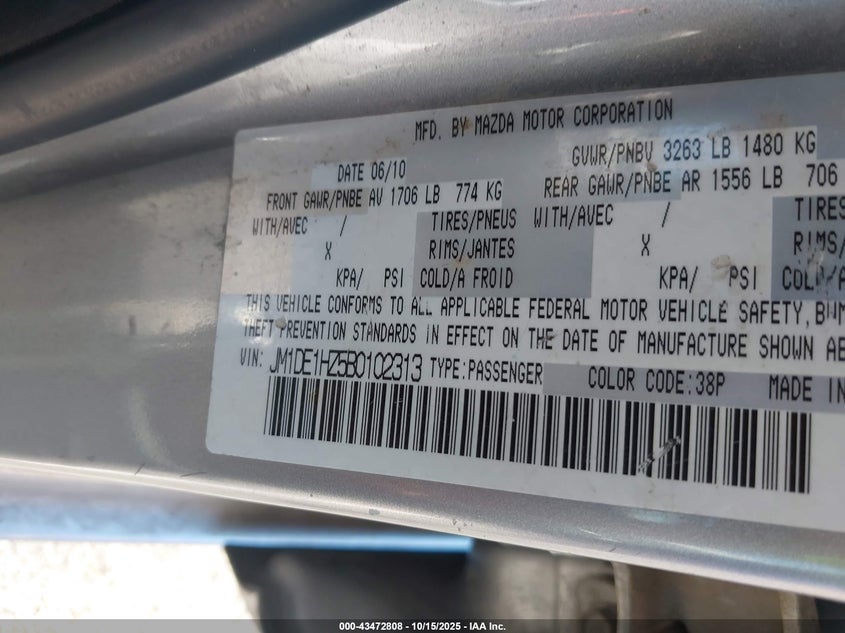 MFD. BY MAZDA MOTOR CORPORATION
DATE 06/10 GVWR/PNBV 3263 LB 1480 KG
FRONT GAWR/PNBE AV 1706 LB 774 KG REAR GAWR/PNBE AR 1556 LB 706
WITH/AVEC / TIRES/PNEUS WITH/AVEC / TIRES
X RIMS/JANTES X RIMS/
KPA/ PSI COLD/A FROID KPA/ PSI COLD/A
THIS VEHICLE CONFORMS TO ALL APPLICABLE FEDERAL MOTOR VEHICLE SAFETY,
THEFT PREVENTION STANDARDS IN EFFECT ON THE DATE OF MANUFACTURE SHOWN AB
VIN: JM1DE1HZ5B0102313 TYPE:PASSENGER COLOR CODE:38P MADE IN
000-43472808 - 10/15/2025 - IAA Inc.